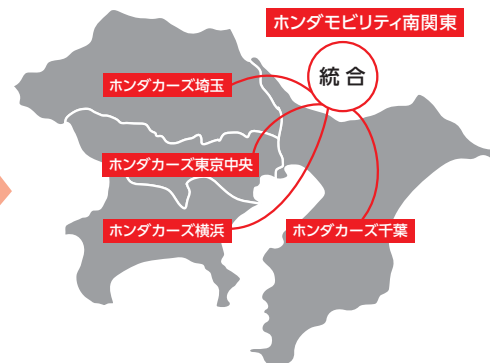 ホンダモビリティ南関東
統合
ホンダカーズ埼玉
ホンダカーズ東京中央
ホンダカーズ横浜
ホンダカーズ千葉